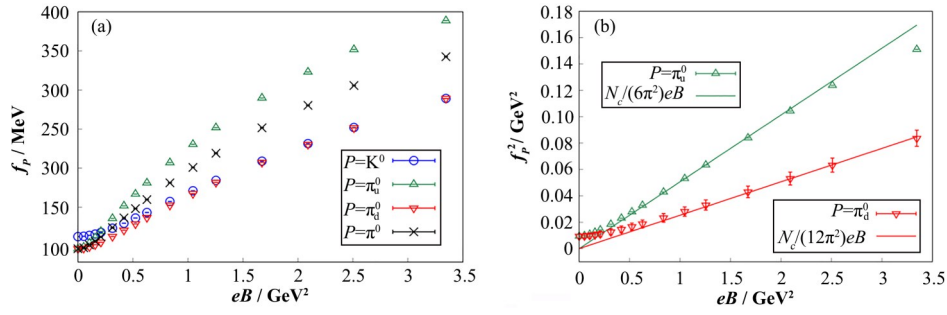 (a)
f_P / MeV
400
350
300
250
300
150
100
0
0.5
1
1.5
2
2.5
3
3.5
eB / GeV²
P=K⁰
P=π⁰_u
P=π⁰_d
P=π⁰
(b)
f²_P / GeV²
0.18
0.16
0.14
0.12
0.10
0.08
0.06
0.04
0.02
0
0
0.5
1
1.5
2
2.5
3
3.5
eB / GeV²
P=π⁰_u
N_c/(6π²)eB
P=π⁰_d
N_c/(12π²)eB